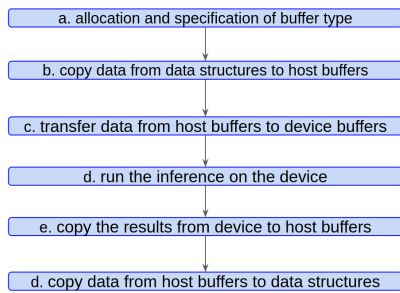 a. allocation and specification of buffer type
b. copy data from data structures to host buffers
c. transfer data from host buffers to device buffers
d. run the inference on the device
e. copy the results from device to host buffers
d. copy data from host buffers to data structures